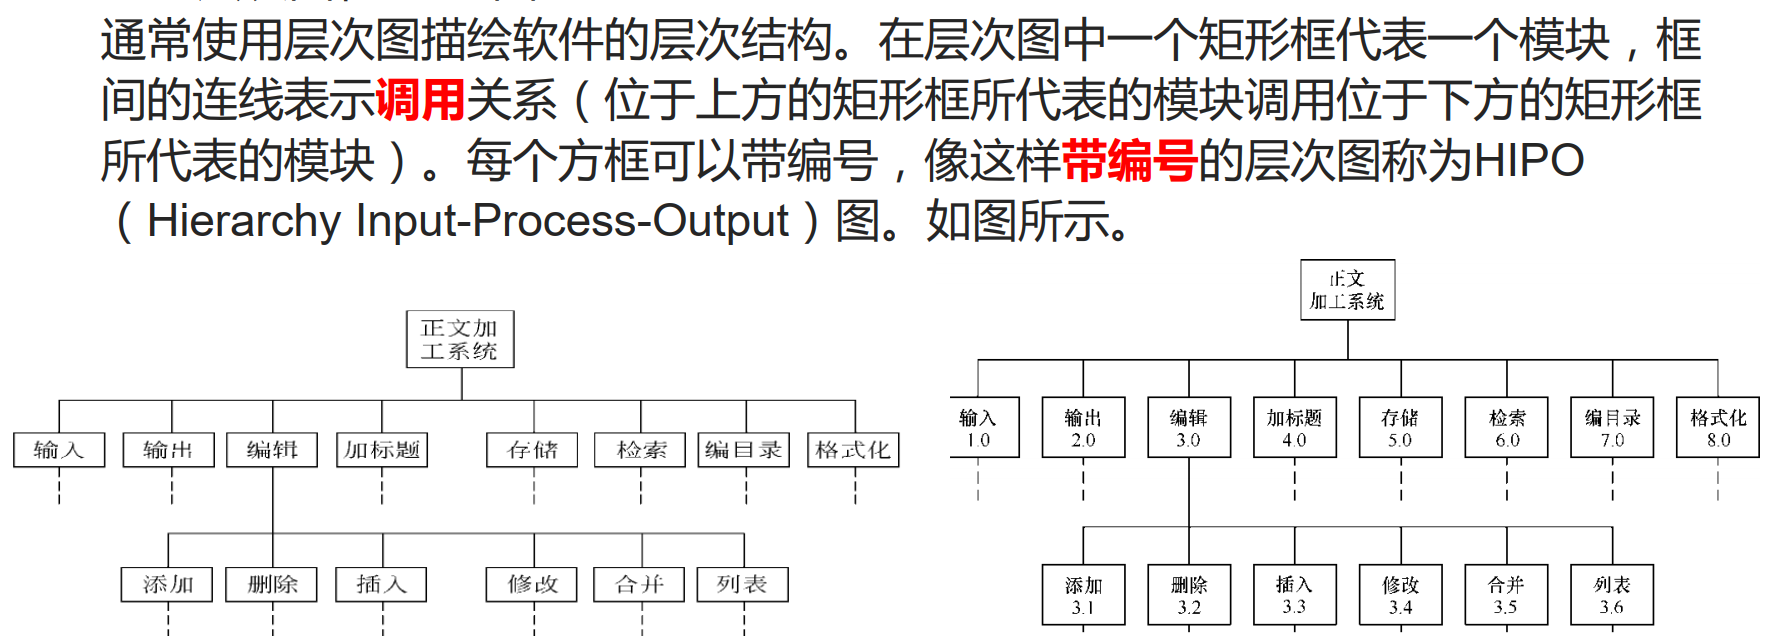 通常使用层次图描绘软件的层次结构。在层次图中一个矩形框代表一个模块，框
间的连线表示调用关系（位于上方的矩形框所代表的模块调用位于下方的矩形框
所代表的模块）。每个方框可以带编号，像这样带编号的层次图称为HIPO
（Hierarchy Input-Process-Output）图。如图所示。
正文加
工系统
输入 输出 编辑 加标题 存储 检索 编目录 格式化
添加 删除 插入 修改 合并 列表
正文
加工系统
输入 输出 编辑 加标题 存储 检索 编目录 格式化
1.0 2.0 3.0 4.0 5.0 6.0 7.0 8.0
添加 删除 插入 修改 合并 列表
3.1 3.2 3.3 3.4 3.5 3.6